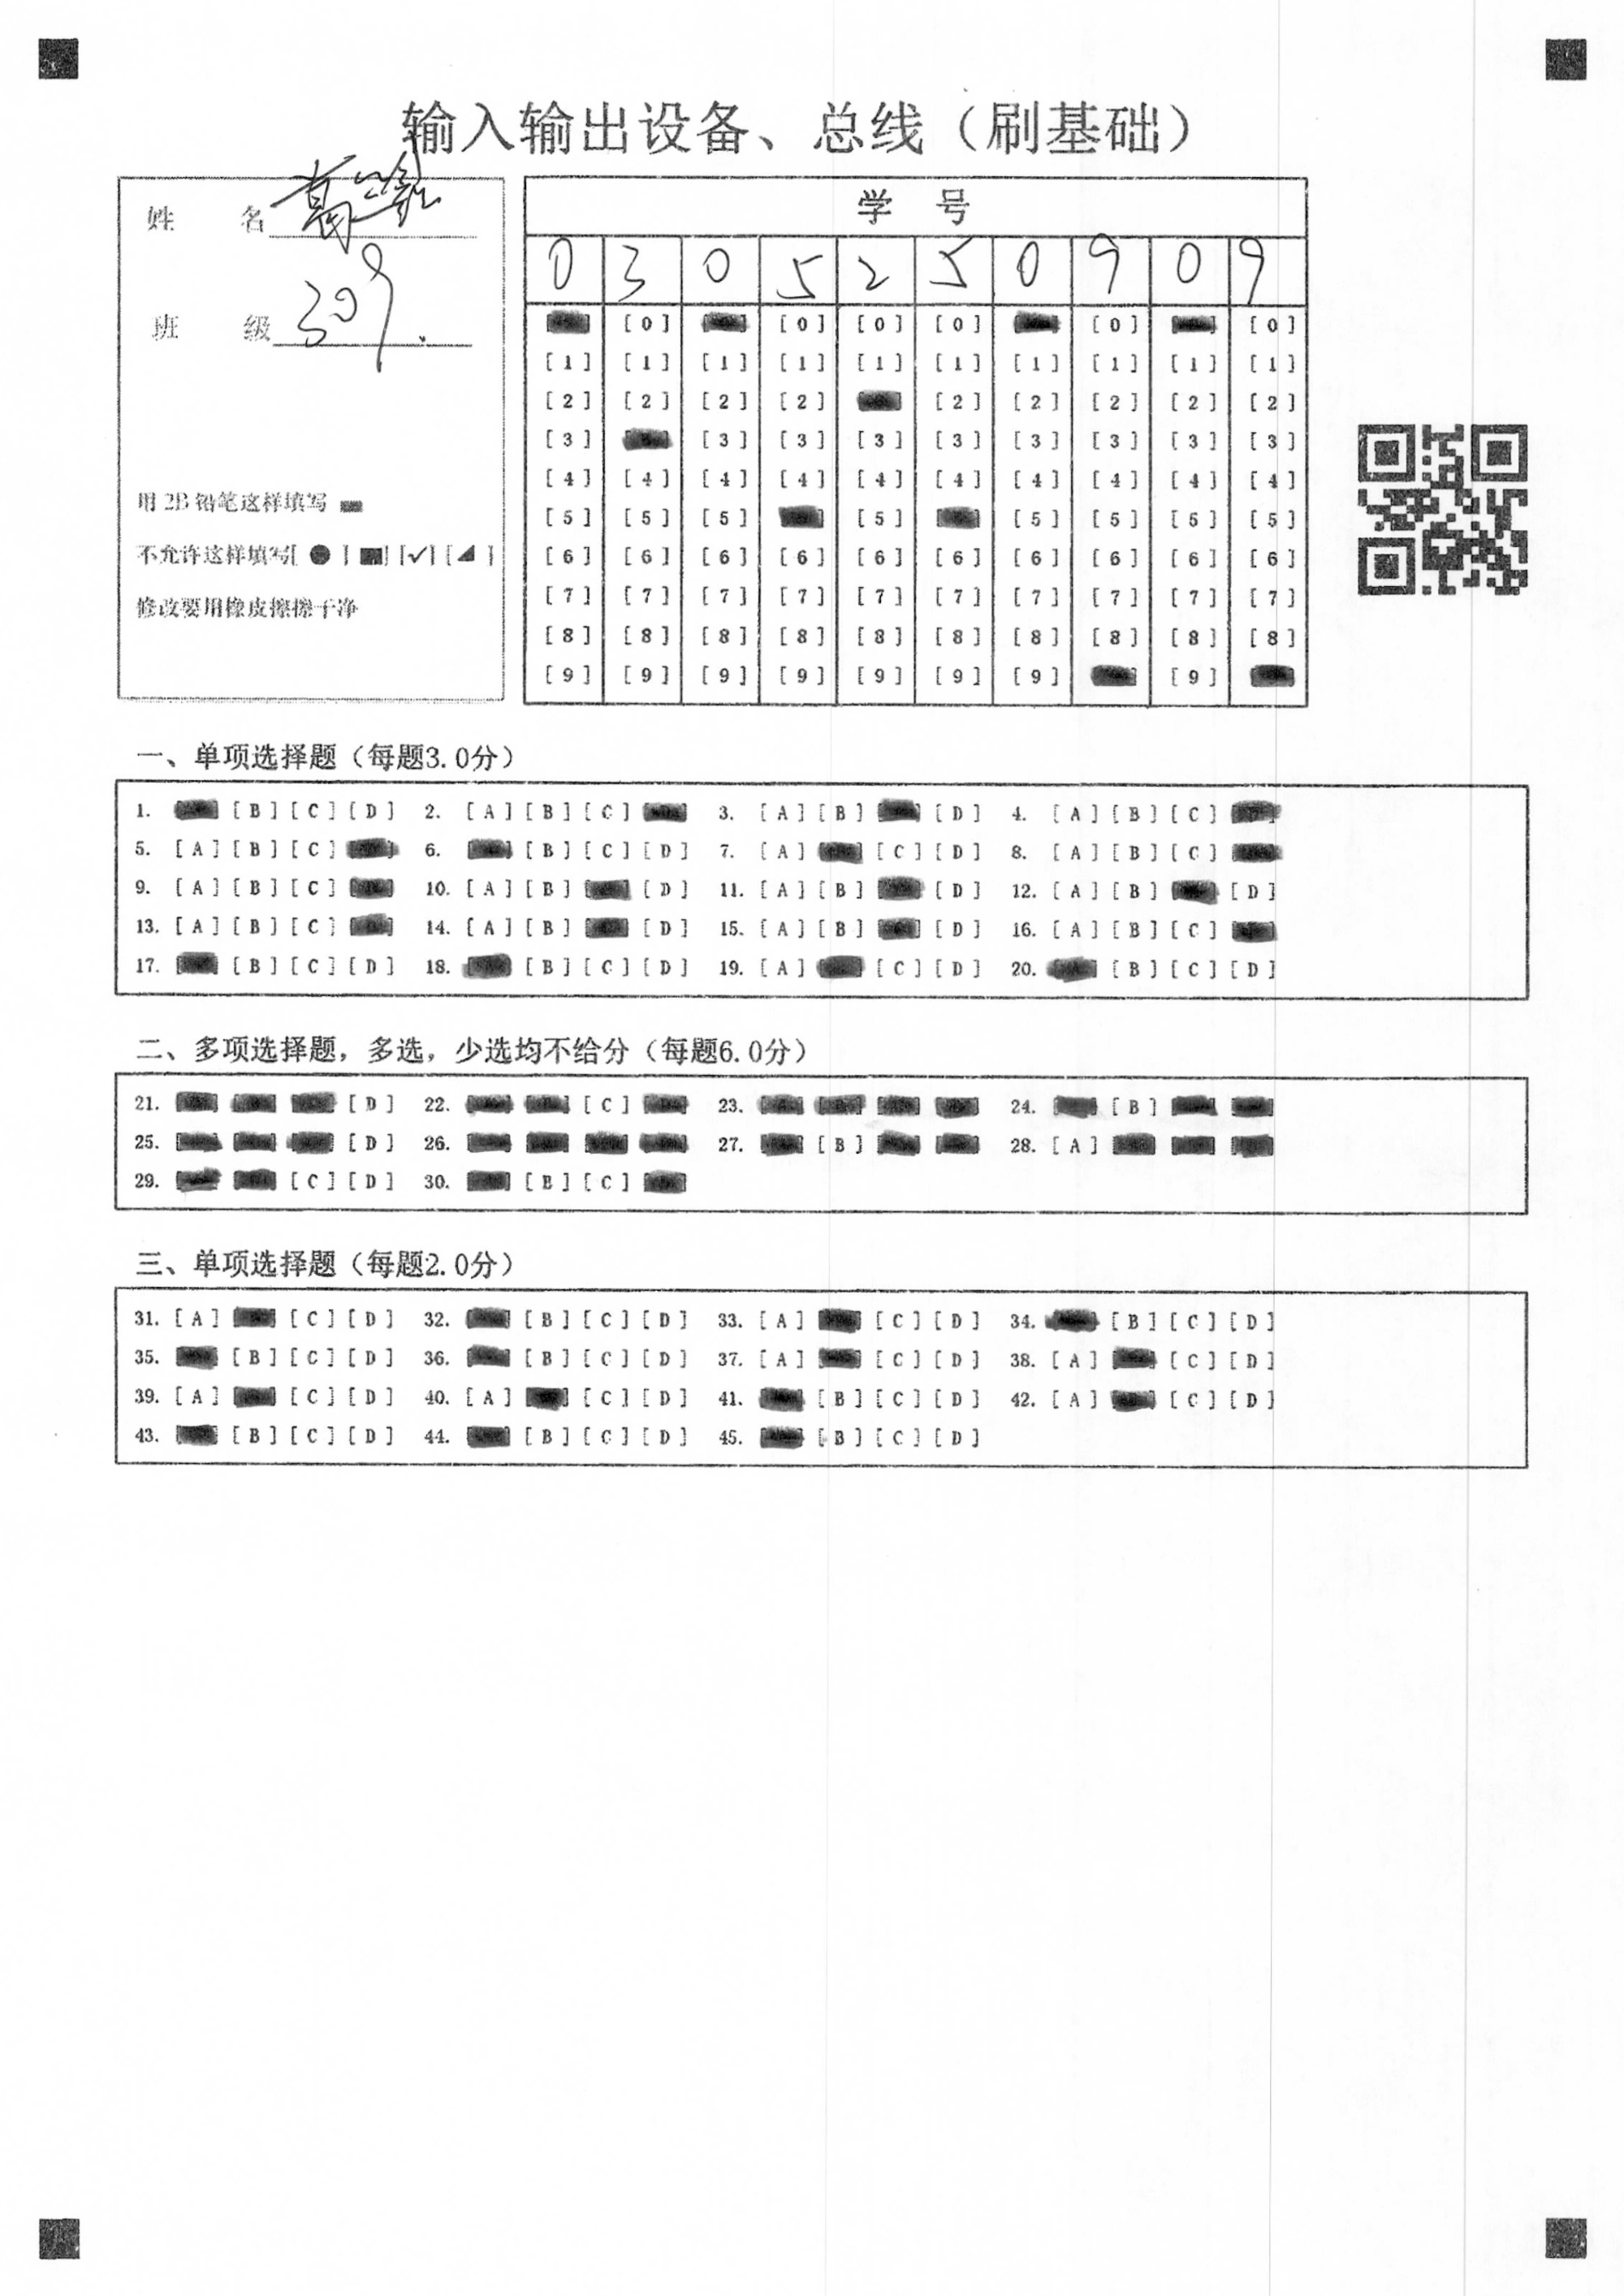 输入输出设备、总线（刷基础）
姓 名
班 级 309.
用 2B 铅笔这样填写
不允许这样填写[ ● ] [■] [✓] [◢ ]
修改要用橡皮擦擦干净
学 号
0 3 0 5 2 5 0 9 0 9
[0] [0] [0] [0] [0] [0]
[1] [1] [1] [1] [1] [1] [1] [1] [1] [1]
[2] [2] [2] [2] [2] [2] [2] [2] [2]
[3] [3] [3] [3] [3] [3] [3] [3] [3]
[4] [4] [4] [4] [4] [4] [4] [4] [4] [4]
[5] [5] [5] [5] [5] [5] [5] [5]
[6] [6] [6] [6] [6] [6] [6] [6] [6] [6]
[7] [7] [7] [7] [7] [7] [7] [7] [7] [7]
[8] [8] [8] [8] [8] [8] [8] [8] [8] [8]
[9] [9] [9] [9] [9] [9] [9] [9]
一、单项选择题（每题3.0分）
1. [B] [C] [D] 2. [A] [B] [C] 3. [A] [B] [D] 4. [A] [B] [C]
5. [A] [B] [C] 6. [B] [C] [D] 7. [A] [C] [D] 8. [A] [B] [C]
9. [A] [B] [C] 10. [A] [B] [D] 11. [A] [B] [D] 12. [A] [B] [D]
13. [A] [B] [C] 14. [A] [B] [D] 15. [A] [B] [D] 16. [A] [B] [C]
17. [B] [C] [D] 18. [B] [C] [D] 19. [A] [C] [D] 20. [B] [C] [D]
二、多项选择题，多选，少选均不给分（每题6.0分）
21. [D] 22. [C] 23. 24. [B]
25. [D] 26. 27. [B] 28. [A]
29. [C] [D] 30. [B] [C]
三、单项选择题（每题2.0分）
31. [A] [C] [D] 32. [B] [C] [D] 33. [A] [C] [D] 34. [B] [C] [D]
35. [B] [C] [D] 36. [B] [C] [D] 37. [A] [C] [D] 38. [A] [C] [D]
39. [A] [C] [D] 40. [A] [C] [D] 41. [B] [C] [D] 42. [A] [C] [D]
43. [B] [C] [D] 44. [B] [C] [D] 45. [B] [C] [D]